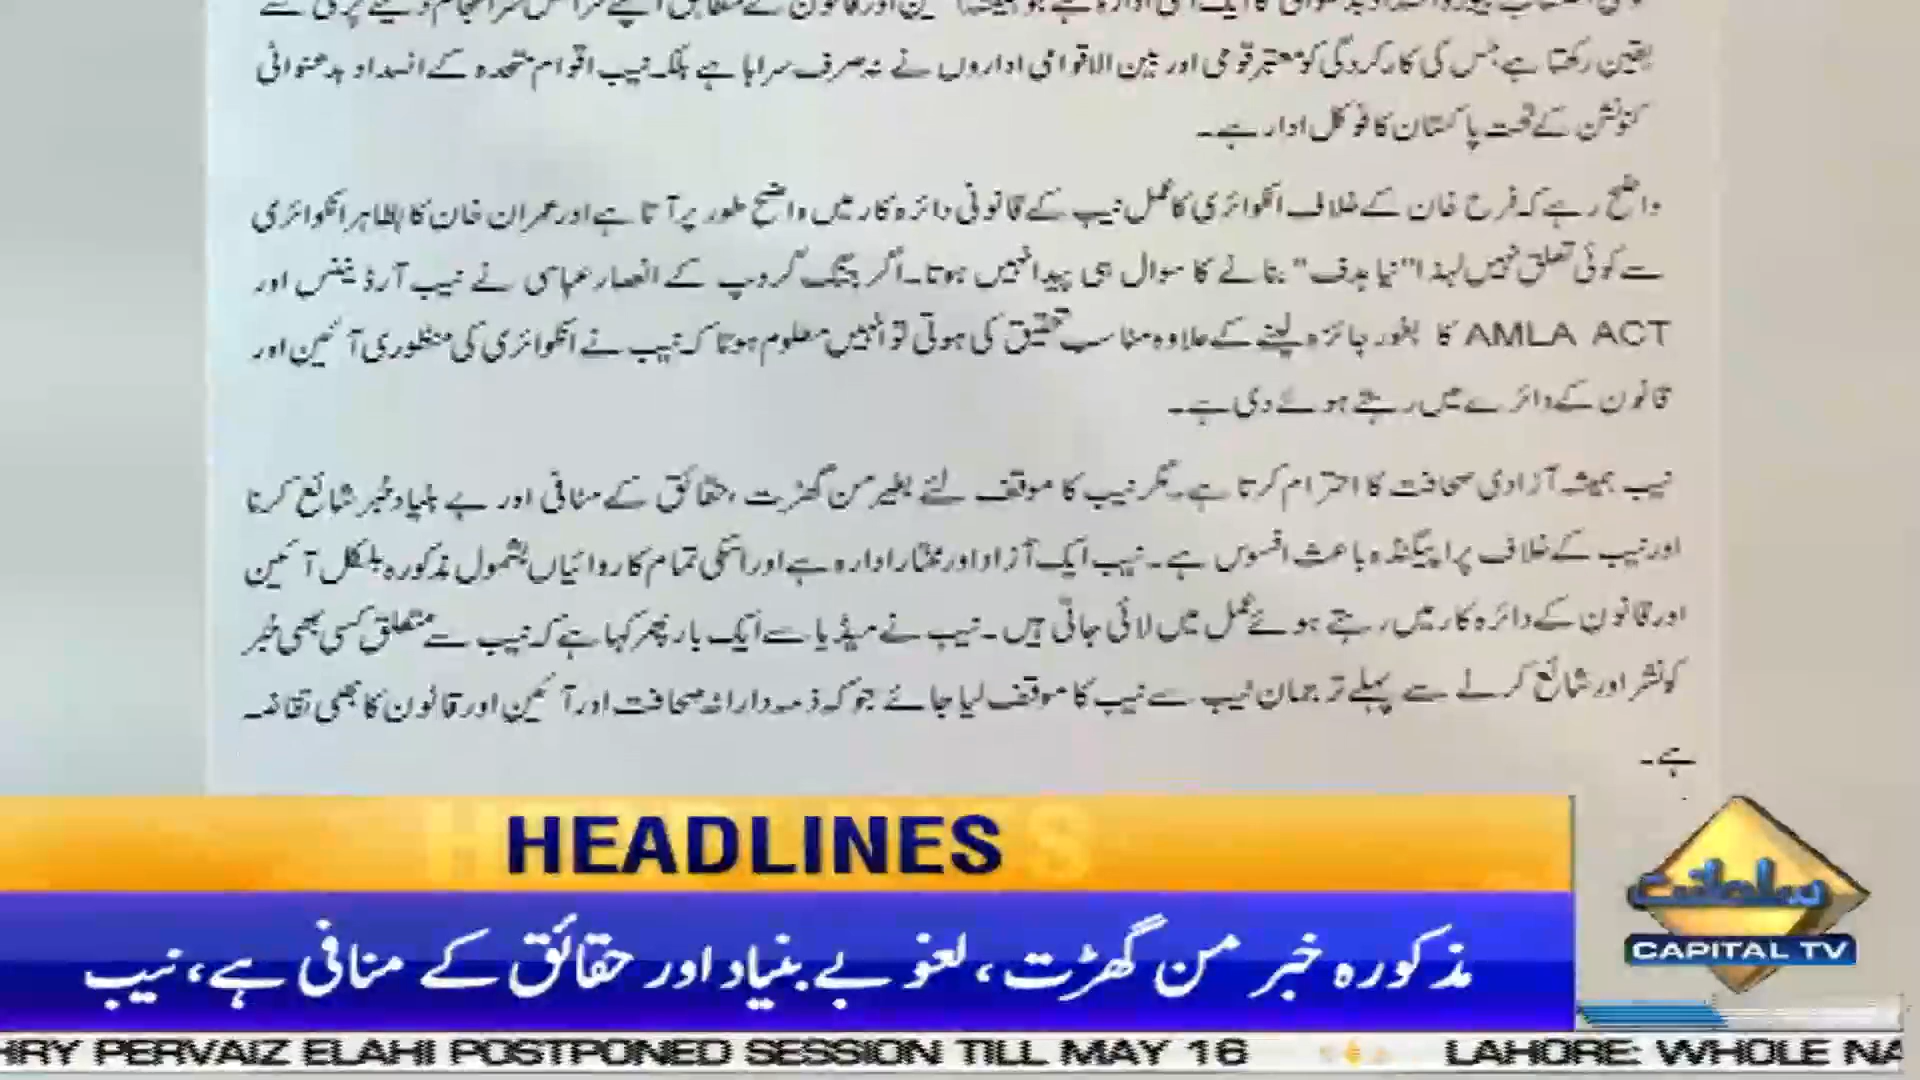 یقین رکھتا ہے جس کی کارکردگی کو معتبر قومی اور بین الاقوامی اداروں نے نہ صرف سراہا ہے بلکہ نیب اقوام متحدہ کے انسداد بدعنوانی
کنونشن کے تحت پاکستان کا فوکل ادارہ ہے۔
واضح رہے کہ فرح خان کے خلاف انکوائری کا عمل نیب کے قانونی دائرہ کار میں واضح طور پر آتا ہے اور عمران خان کا بظاہر انکوائری
سے کوئی تعلق نہیں لہذا "نیا ہدف" بنانے کا سوال ہی پیدا نہیں ہوتا۔ اگر جنگ گروپ کے انصار عباسی نے نیب آرڈیننس اور
AMLA ACT کا بغور جائزہ لینے کے علاوہ مناسب تحقیق کی ہوتی تو انہیں معلوم ہوتا کہ نیب نے انکوائری کی منظوری آئین اور
قانون کے دائرے میں رہتے ہوئے دی ہے۔
نیب ہمیشہ آزادی صحافت کا احترام کرتا ہے۔ مگر نیب کا موقف لئے بغیر من گھڑت، حقائق کے منافی اور بے بنیاد خبر شائع کرنا
اور نیب کے خلاف پراپیگنڈہ باعث افسوس ہے۔ نیب ایک آزاد اور مختار ادارہ ہے اور اسکی تمام کاروائیاں بشمول مذکورہ بلکل آئین
اور قانون کے دائرہ کار میں رہتے ہوئے عمل میں لائی جاتی ہیں۔ نیب نے میڈیا سے ایک بار پھر کہا ہے کہ نیب سے متعلق کسی بھی خبر
کو نشر اور شائع کرنے سے پہلے ترجمان نیب سے نیب کا موقف لیا جائے جو کہ ذمہ دارانہ صحافت اور آئین اور قانون کا بھی تقاضہ
ہے۔
HEADLINES
مذکورہ خبر من گھڑت، لغو بے بنیاد اور حقائق کے منافی ہے، نیب
CAPITAL TV
HRY PERVAIZ ELAHI POSTPONED SESSION TILL MAY 16 LAHORE: WHOLE NA